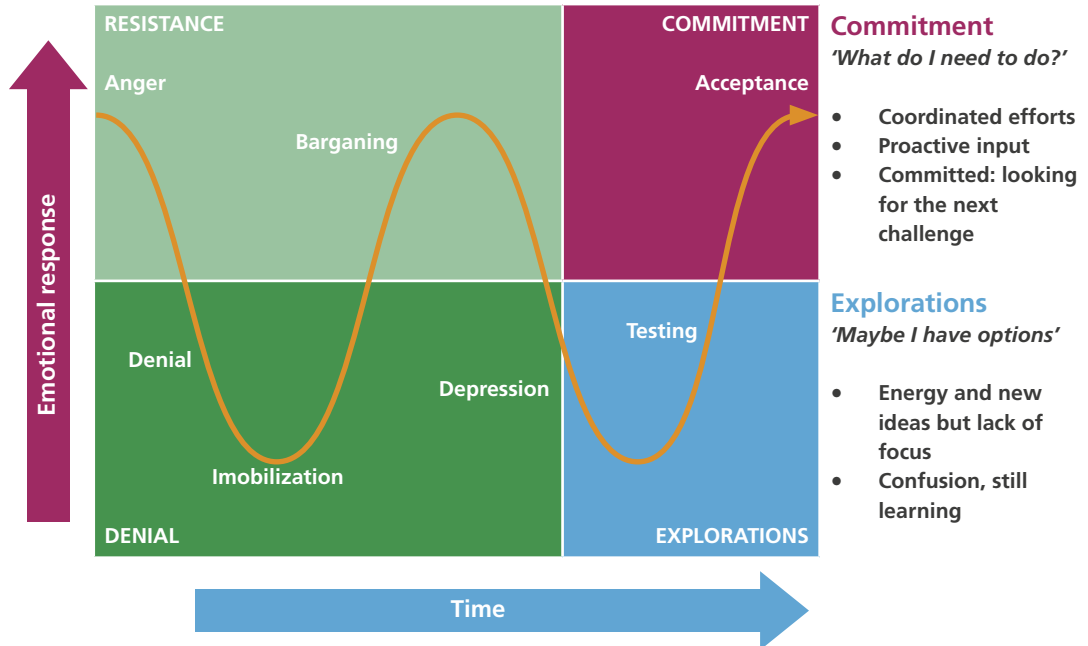 RESISTANCE
COMMITMENT
Anger
Acceptance
Barganing
Denial
Depression
Testing
Imobilization
DENIAL
EXPLORATIONS
Emotional response
Time
Commitment
‘What do I need to do?’
• Coordinated efforts
• Proactive input
• Committed: looking
for the next
challenge
Explorations
‘Maybe I have options’
• Energy and new
ideas but lack of
focus
• Confusion, still
learning